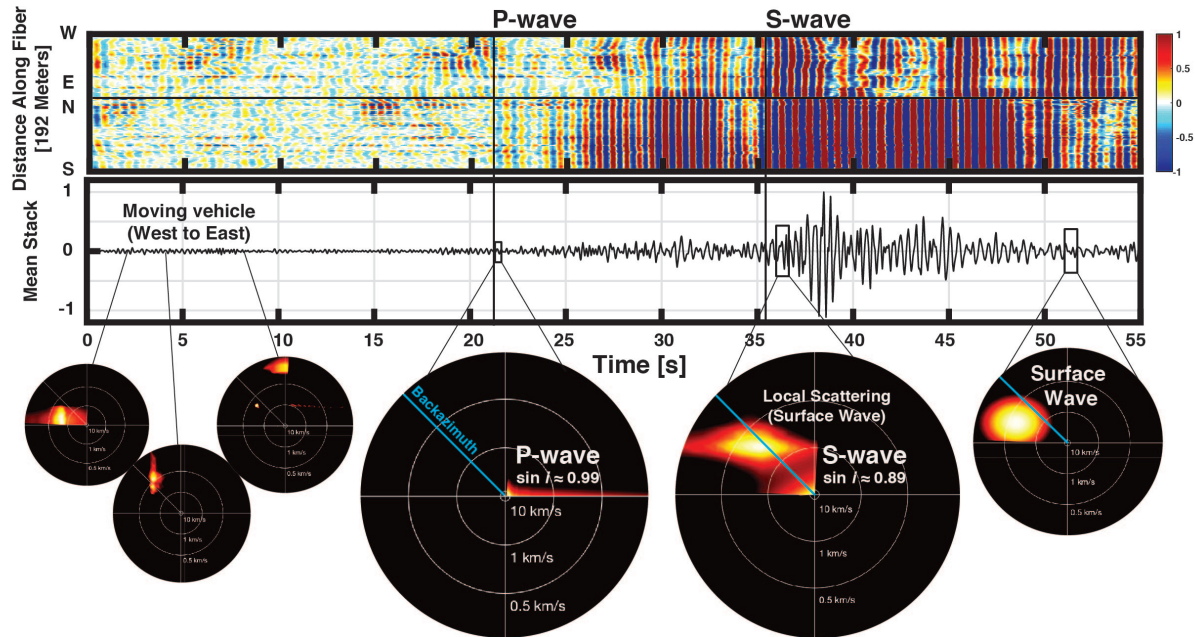 P-wave
S-wave
Distance Along Fiber
[192 Meters]
W
E
N
S
1
0.5
0
-0.5
-1
Mean Stack
1
0
-1
Moving vehicle
(West to East)
0
5
10
15
20
25
30
35
40
45
50
55
Time [s]
10 km/s
1 km/s
0.5 km/s
10 km/s
1 km/s
0.5 km/s
10 km/s
1 km/s
0.5 km/s
Backazimuth
P-wave
sin i ≈ 0.99
10 km/s
1 km/s
0.5 km/s
Local Scattering
(Surface Wave)
S-wave
sin i ≈ 0.89
10 km/s
1 km/s
0.5 km/s
Surface
Wave
10 km/s
1 km/s
0.5 km/s